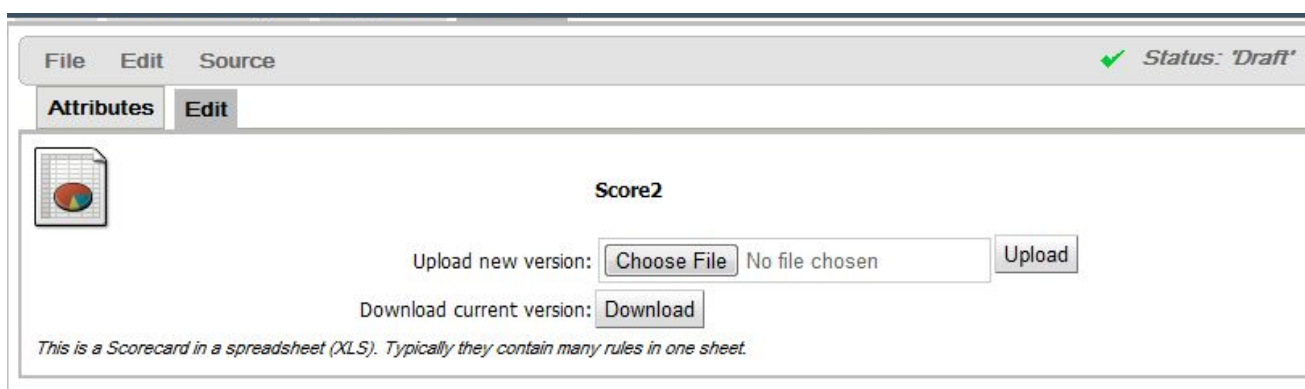 File Edit Source
Status: 'Draft'
Attributes Edit
Score2
Upload new version: Choose File No file chosen Upload
Download current version: Download
This is a Scorecard in a spreadsheet (XLS). Typically they contain many rules in one sheet.